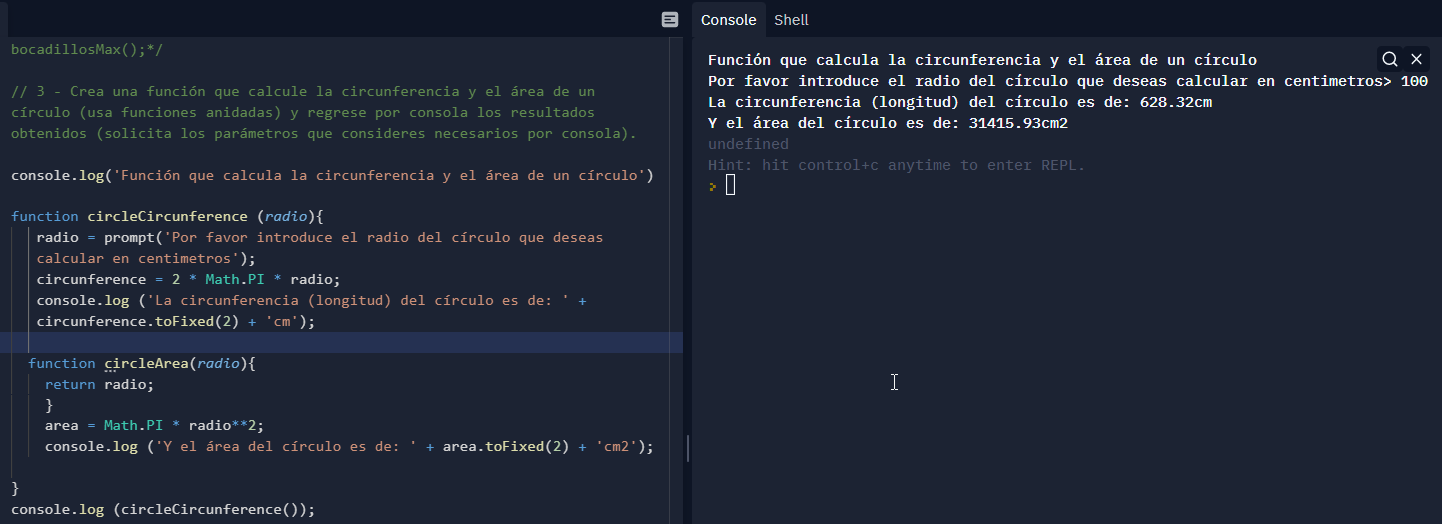 bocadillosMax();*/
// 3 - Crea una función que calcule la circunferencia y el área de un
círculo (usa funciones anidadas) y regrese por consola los resultados
obtenidos (solicita los parámetros que consideres necesarios por consola).
console.log('Función que calcula la circunferencia y el área de un círculo')
function circleCircunference (radio){
radio = prompt('Por favor introduce el radio del círculo que deseas
calcular en centimetros');
circunference = 2 * Math.PI * radio;
console.log ('La circunferencia (longitud) del círculo es de: ' +
circunference.toFixed(2) + 'cm');
function circleArea(radio){
return radio;
}
area = Math.PI * radio**2;
console.log ('Y el área del círculo es de: ' + area.toFixed(2) + 'cm2');
}
console.log (circleCircunference());
Console Shell
Función que calcula la circunferencia y el área de un círculo
Por favor introduce el radio del círculo que deseas calcular en centimetros> 100
La circunferencia (longitud) del círculo es de: 628.32cm
Y el área del círculo es de: 31415.93cm2
undefined
Hint: hit control+c anytime to enter REPL.
>